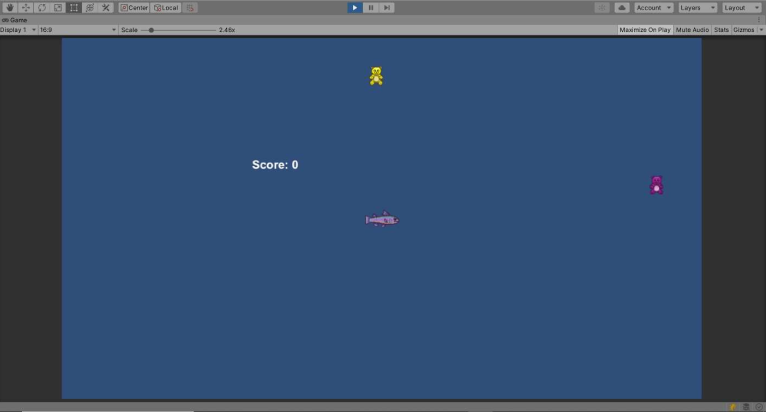 Center Local Account Layers Layout
Game
Display 1 16:9 Scale 2.46x Maximize On Play Mute Audio Stats Gizmos
Score: 0